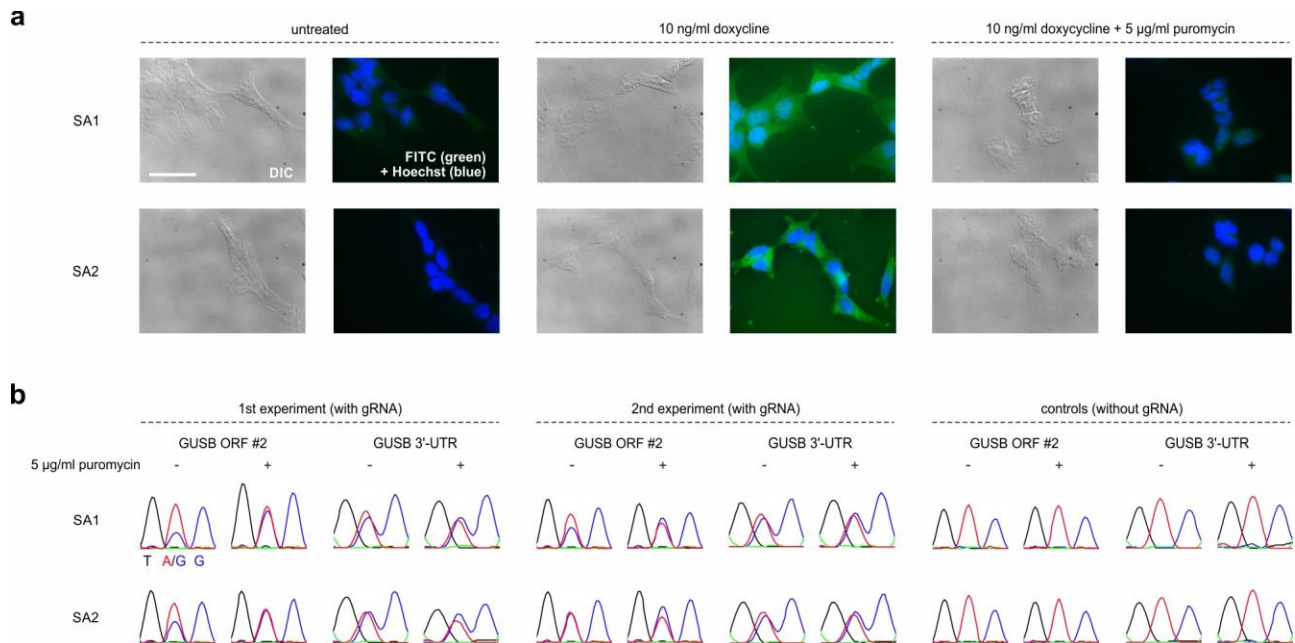 a
untreated
10 ng/ml doxycline
10 ng/ml doxycycline + 5 µg/ml puromycin
SA1
DIC
FITC (green)
+ Hoechst (blue)
SA2
b
1st experiment (with gRNA)
2nd experiment (with gRNA)
controls (without gRNA)
GUSB ORF #2
GUSB 3'-UTR
GUSB ORF #2
GUSB 3'-UTR
GUSB ORF #2
GUSB 3'-UTR
5 µg/ml puromycin
- + - + - + - + - + - +
SA1
T A/G G
SA2